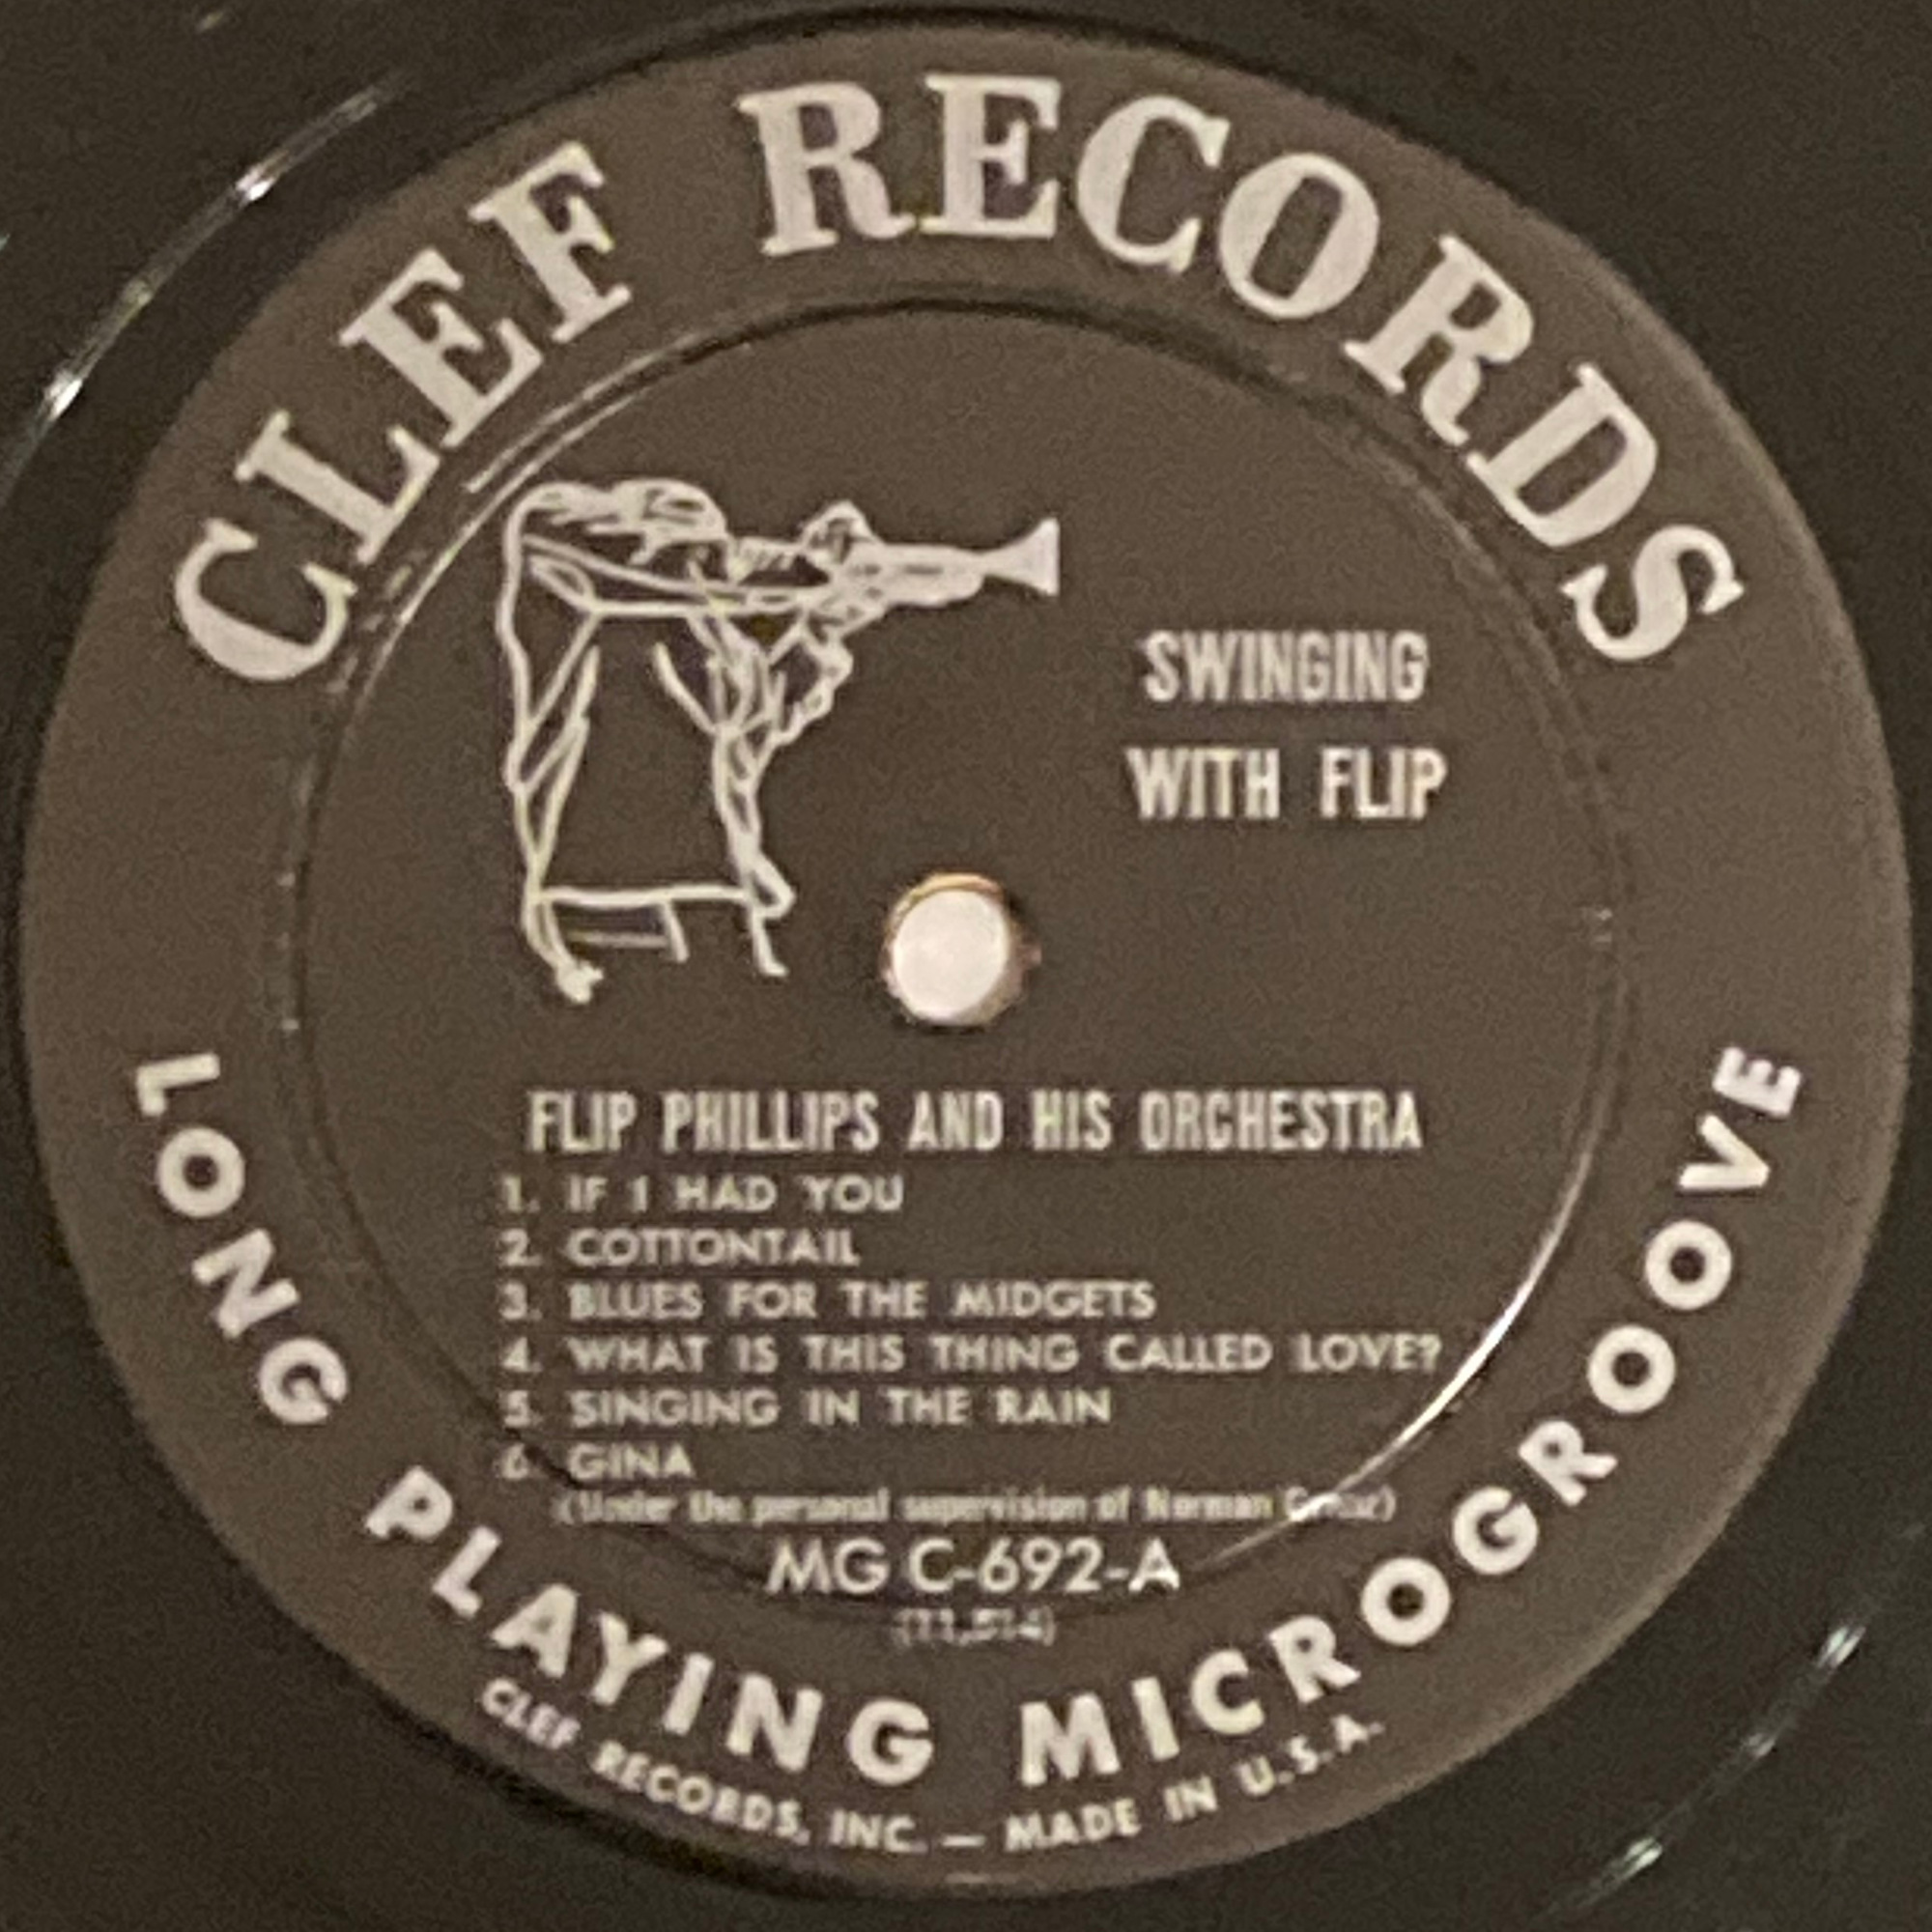 CLEF RECORDS
SWINGING
WITH FLIP
FLIP PHILLIPS AND HIS ORCHESTRA
1. IF I HAD YOU
2. COTTONTAIL
3. BLUES FOR THE MIDGETS
4. WHAT IS THIS THING CALLED LOVE?
5. SINGING IN THE RAIN
6. GINA
(Under the personal supervision of Norman
MG C-692-A
LONG PLAYING MICROGROOVE
CLEF RECORDS, INC. — MADE IN U.S.A.